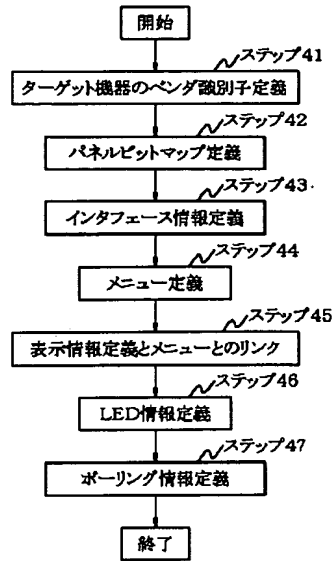 開始
ステップ41
ターゲット機器のベンダ識別子定義
ステップ42
パネルビットマップ定義
ステップ43
インタフェース情報定義
ステップ44
メニュー定義
ステップ45
表示情報定義とメニューとのリンク
ステップ46
LED情報定義
ステップ47
ポーリング情報定義
終了